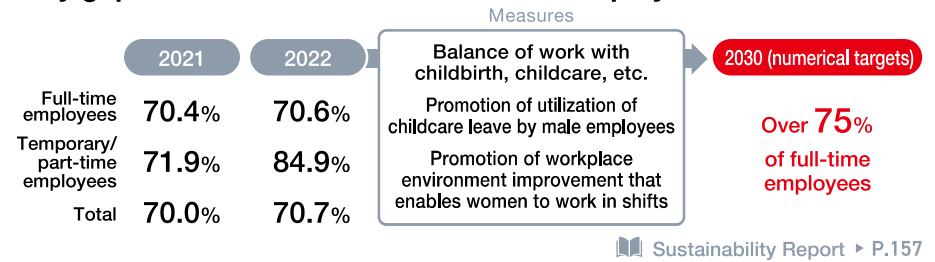 Measures
2021
2022
Balance of work with
childbirth, childcare, etc.
2030 (numerical targets)
Full-time
employees
70.4%
70.6%
Promotion of utilization of
childcare leave by male employees
Over 75%
of full-time
employees
Temporary/
part-time
employees
71.9%
84.9%
Promotion of workplace
environment improvement that
enables women to work in shifts
Total
70.0%
70.7%
Sustainability Report ▸ P.157